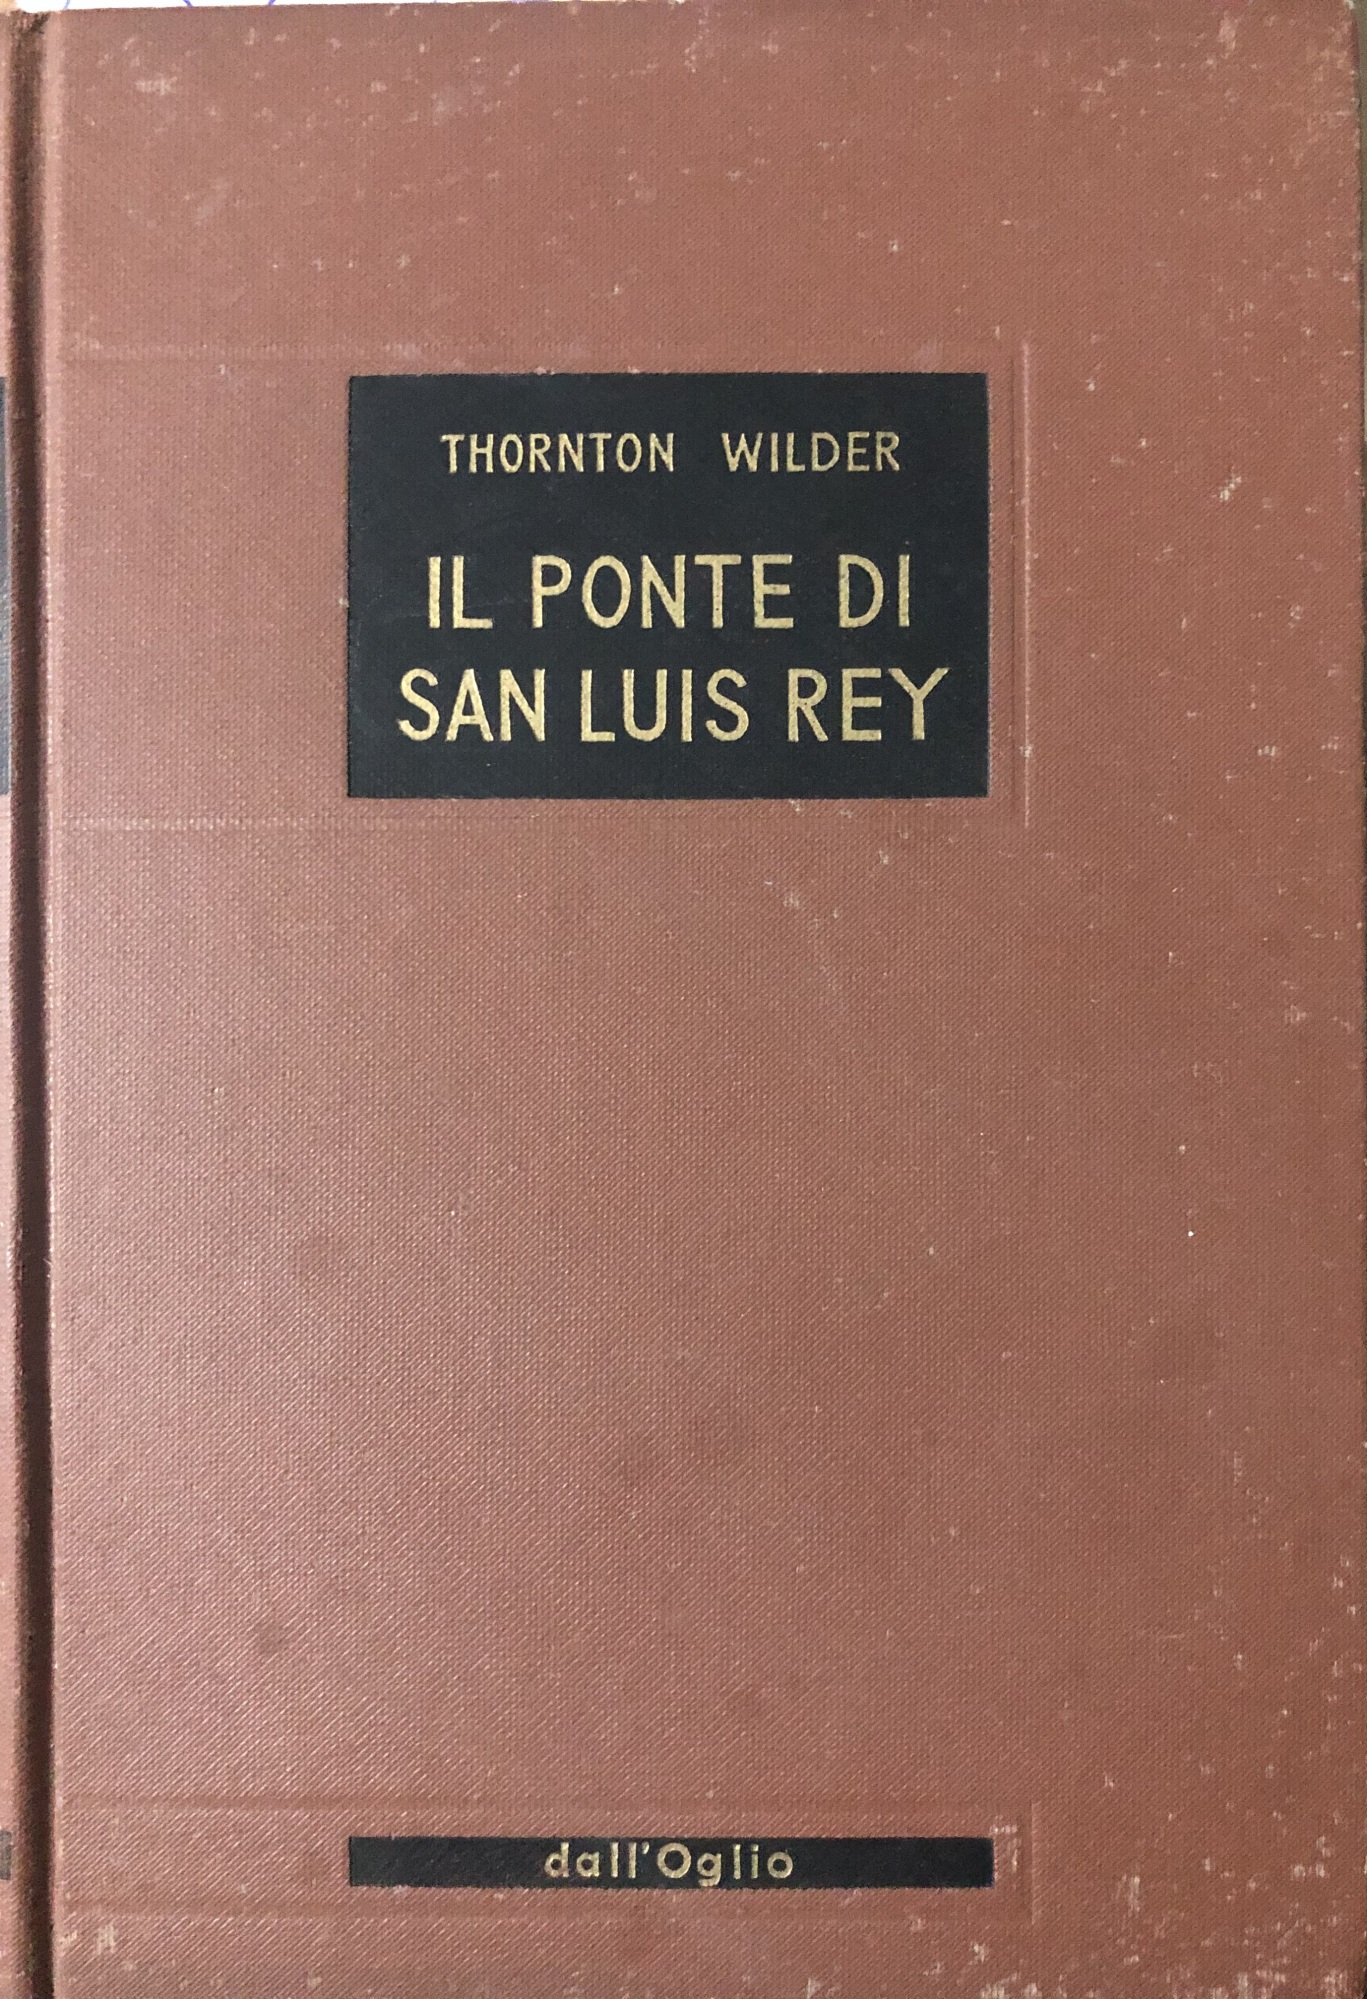 THORNTON WILDER
IL PONTE DI
SAN LUIS REY
dall'Oglio